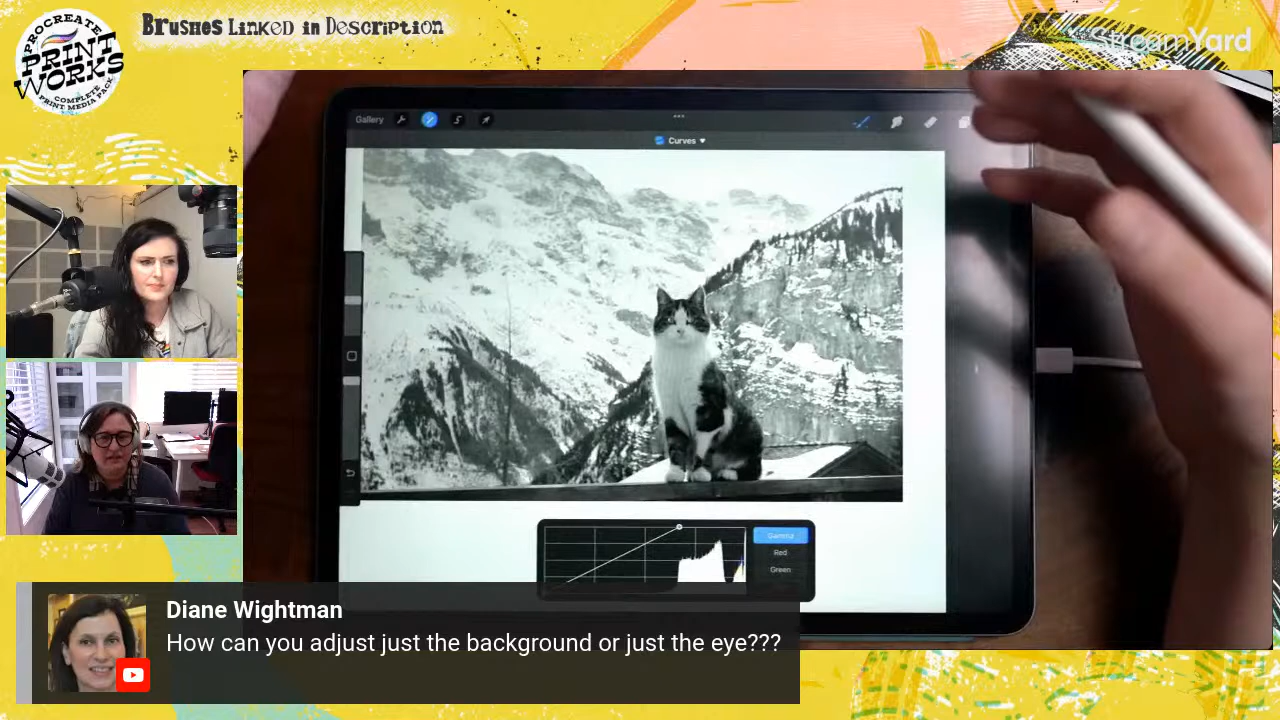 PROCREATE
PRINT
WORKS
COMPLETE
PRINT MEDIA PACK
Brushes Linked in Description
StreamYard
Gallery
Curves
Gamma
Red
Green
Diane Wightman
How can you adjust just the background or just the eye???